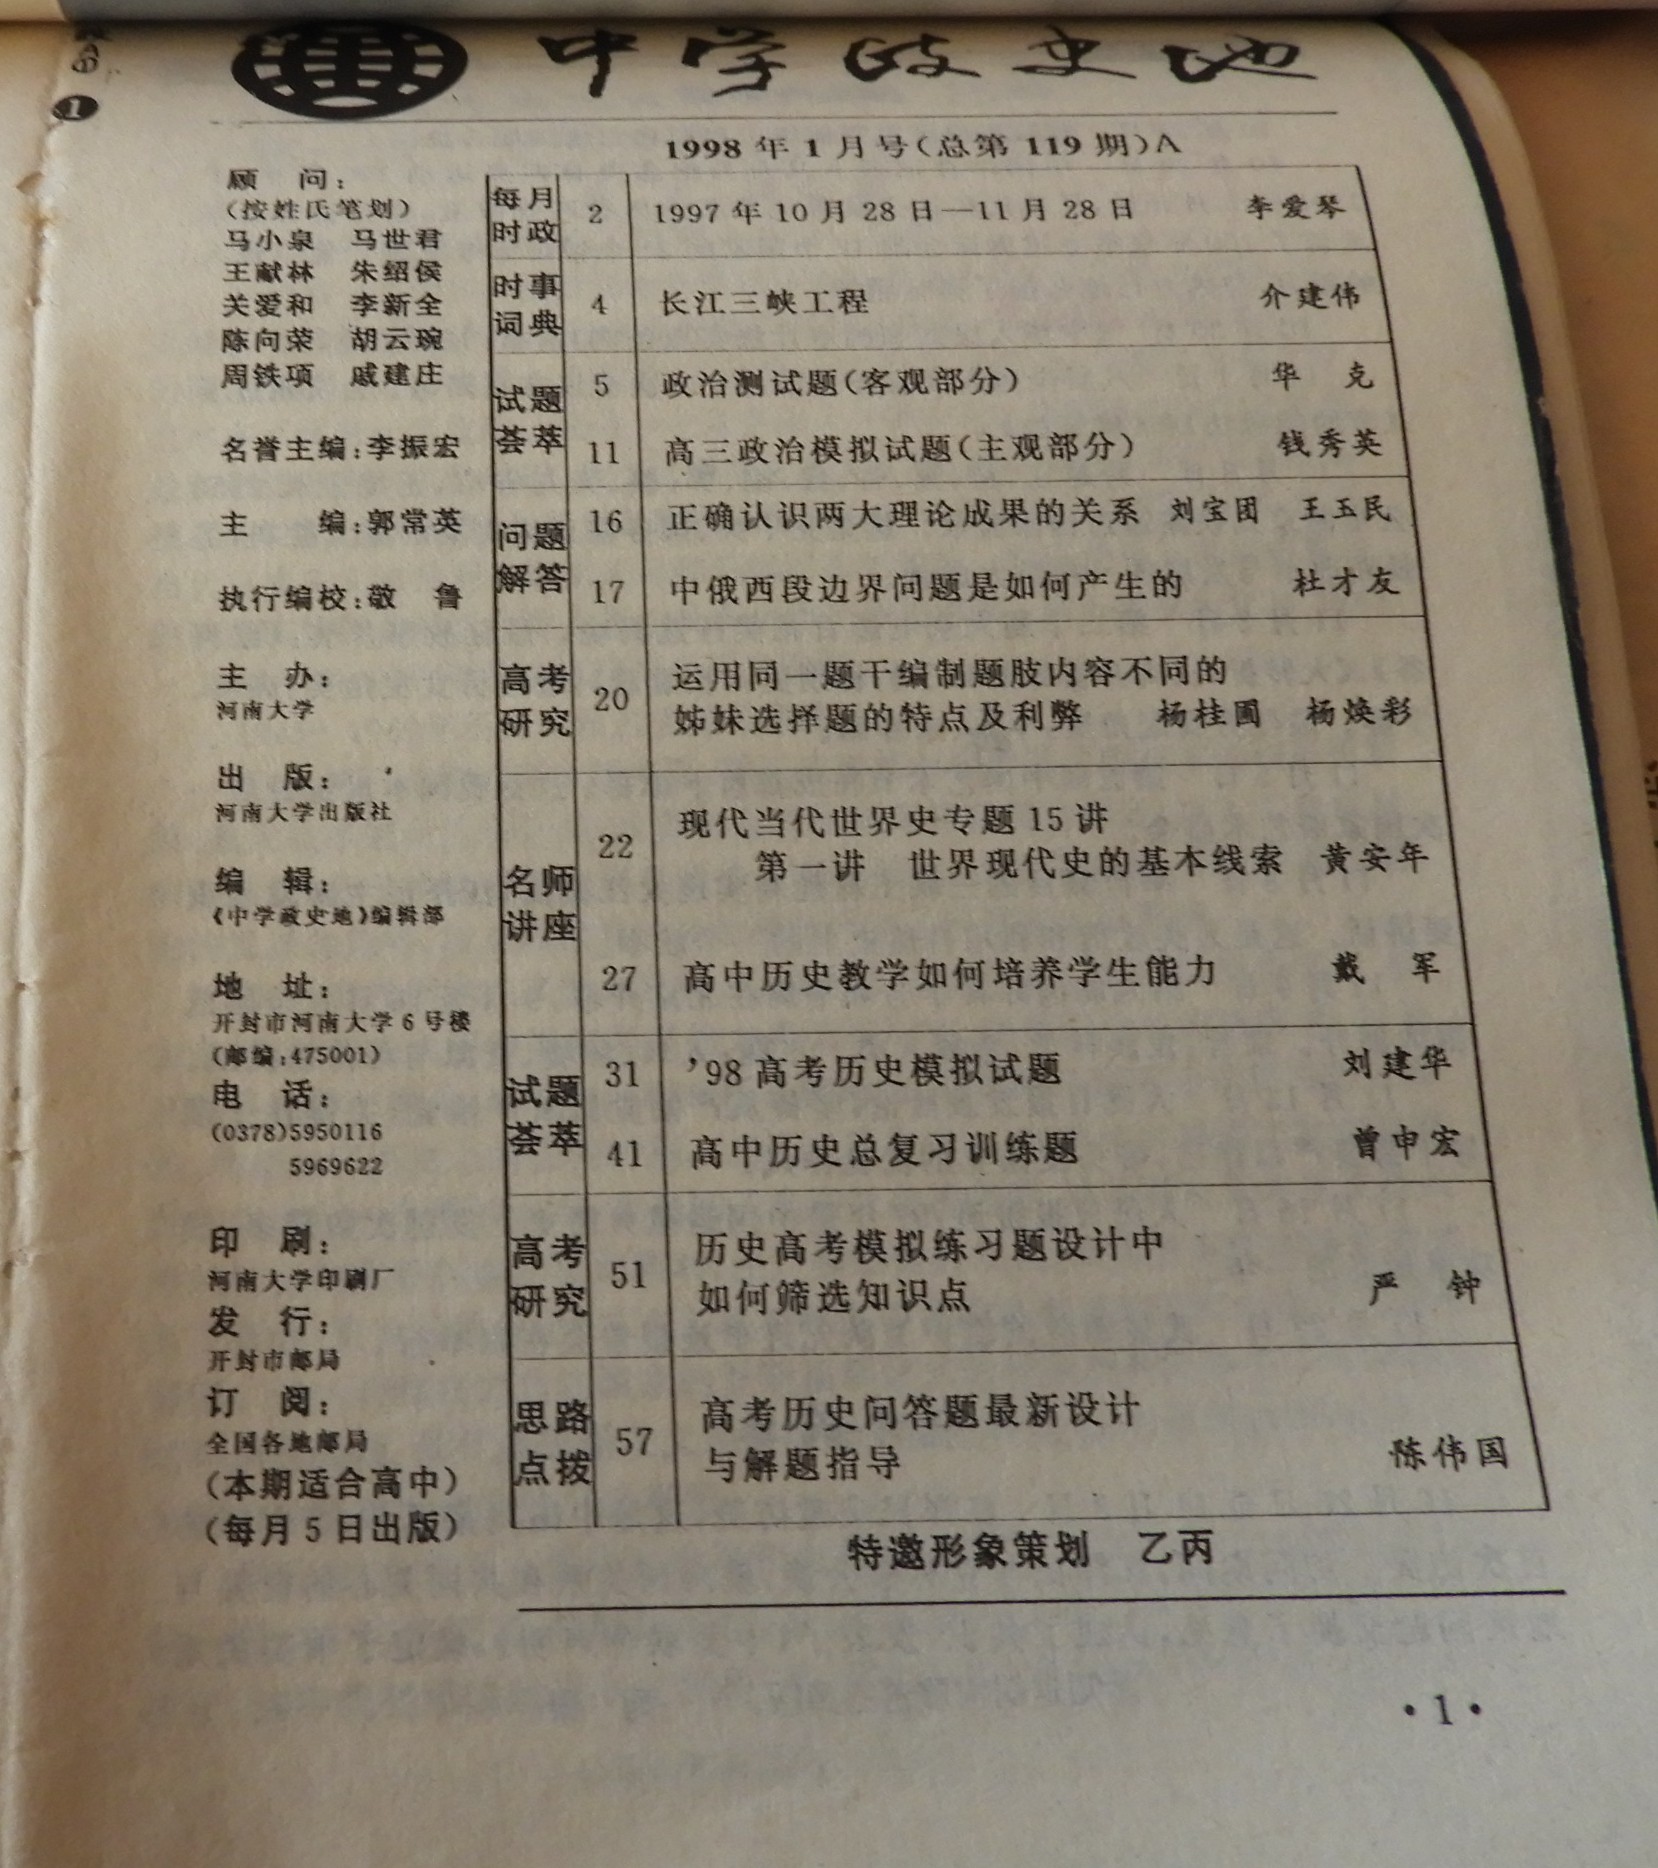 中学政史地
1998年1月号(总第119期)A
顾 问:
(按姓氏笔划)
马小泉 马世君
王献林 朱绍侯
关爱和 李新全
陈向荣 胡云琬
周铁项 戚建庄
名誉主编:李振宏
主 编:郭常英
执行编校:敬 鲁
主 办:
河南大学
出 版:
河南大学出版社
编 辑:
《中学政史地》编辑部
地 址:
开封市河南大学6号楼
(邮编:475001)
电 话:
(0378)5950116
5969622
印 刷:
河南大学印刷厂
发 行:
开封市邮局
订 阅:
全国各地邮局
(本期适合高中)
(每月5日出版)
每月
时政
2 1997年10月28日—11月28日 李爱琴
时事
词典
4 长江三峡工程 介建伟
试题
荟萃
5 政治测试题(客观部分) 华 克
11 高三政治模拟试题(主观部分) 钱秀英
问题
解答
16 正确认识两大理论成果的关系 刘宝团 王玉民
17 中俄西段边界问题是如何产生的 杜才友
高考
研究
20 运用同一题干编制题肢内容不同的
姊妹选择题的特点及利弊 杨桂圃 杨焕彩
名师
讲座
22 现代当代世界史专题15讲
第一讲 世界现代史的基本线索 黄安年
27 高中历史教学如何培养学生能力 戴 军
试题
荟萃
31 '98高考历史模拟试题 刘建华
41 高中历史总复习训练题 曾申宏
高考
研究
51 历史高考模拟练习题设计中
如何筛选知识点 严 钟
思路
点拨
57 高考历史问答题最新设计
与解题指导 陈伟国
特邀形象策划 乙丙
·1·